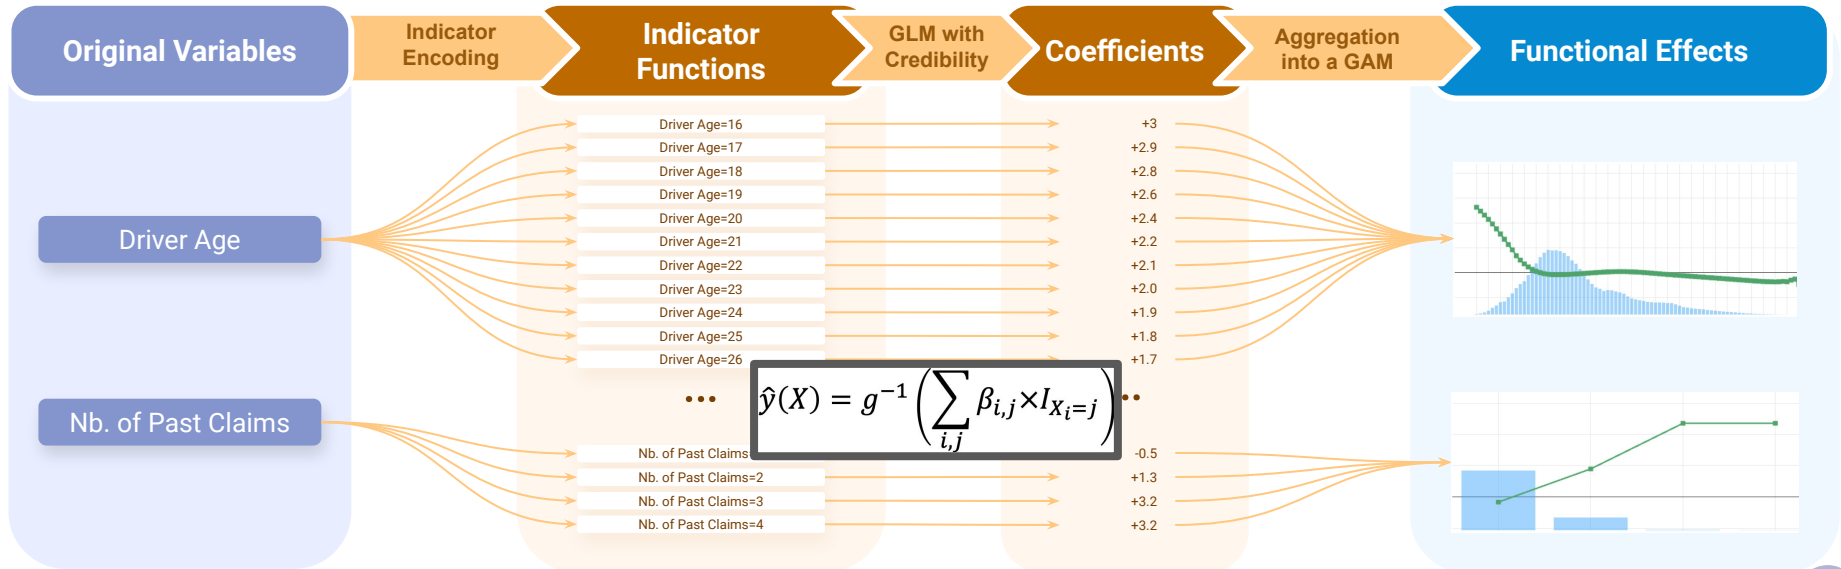 Original Variables
Indicator
Encoding
Indicator
Functions
GLM with
Credibility
Coefficients
Aggregation
into a GAM
Functional Effects
Driver Age
Nb. of Past Claims
Driver Age=16
Driver Age=17
Driver Age=18
Driver Age=19
Driver Age=20
Driver Age=21
Driver Age=22
Driver Age=23
Driver Age=24
Driver Age=25
Driver Age=26
...
Nb. of Past Claims=
Nb. of Past Claims=2
Nb. of Past Claims=3
Nb. of Past Claims=4
ŷ(X) = g⁻¹(∑i,j βi,j×I Xi=j)
+3
+2.9
+2.8
+2.6
+2.4
+2.2
+2.1
+2.0
+1.9
+1.8
+1.7
..
-0.5
+1.3
+3.2
+3.2